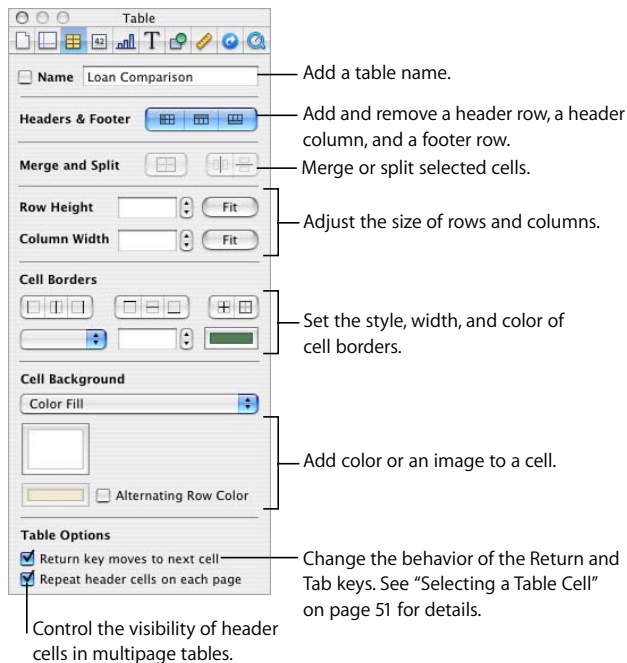 Table
42
T
Name Loan Comparison
Add a table name.
Headers & Footer
Add and remove a header row, a header
column, and a footer row.
Merge and Split
Merge or split selected cells.
Row Height Fit
Adjust the size of rows and columns.
Column Width Fit
Cell Borders
Set the style, width, and color of
cell borders.
Cell Background
Color Fill
Add color or an image to a cell.
Alternating Row Color
Table Options
Return key moves to next cell
Repeat header cells on each page
Change the behavior of the Return and
Tab keys. See “Selecting a Table Cell”
on page 51 for details.
Control the visibility of header
cells in multipage tables.